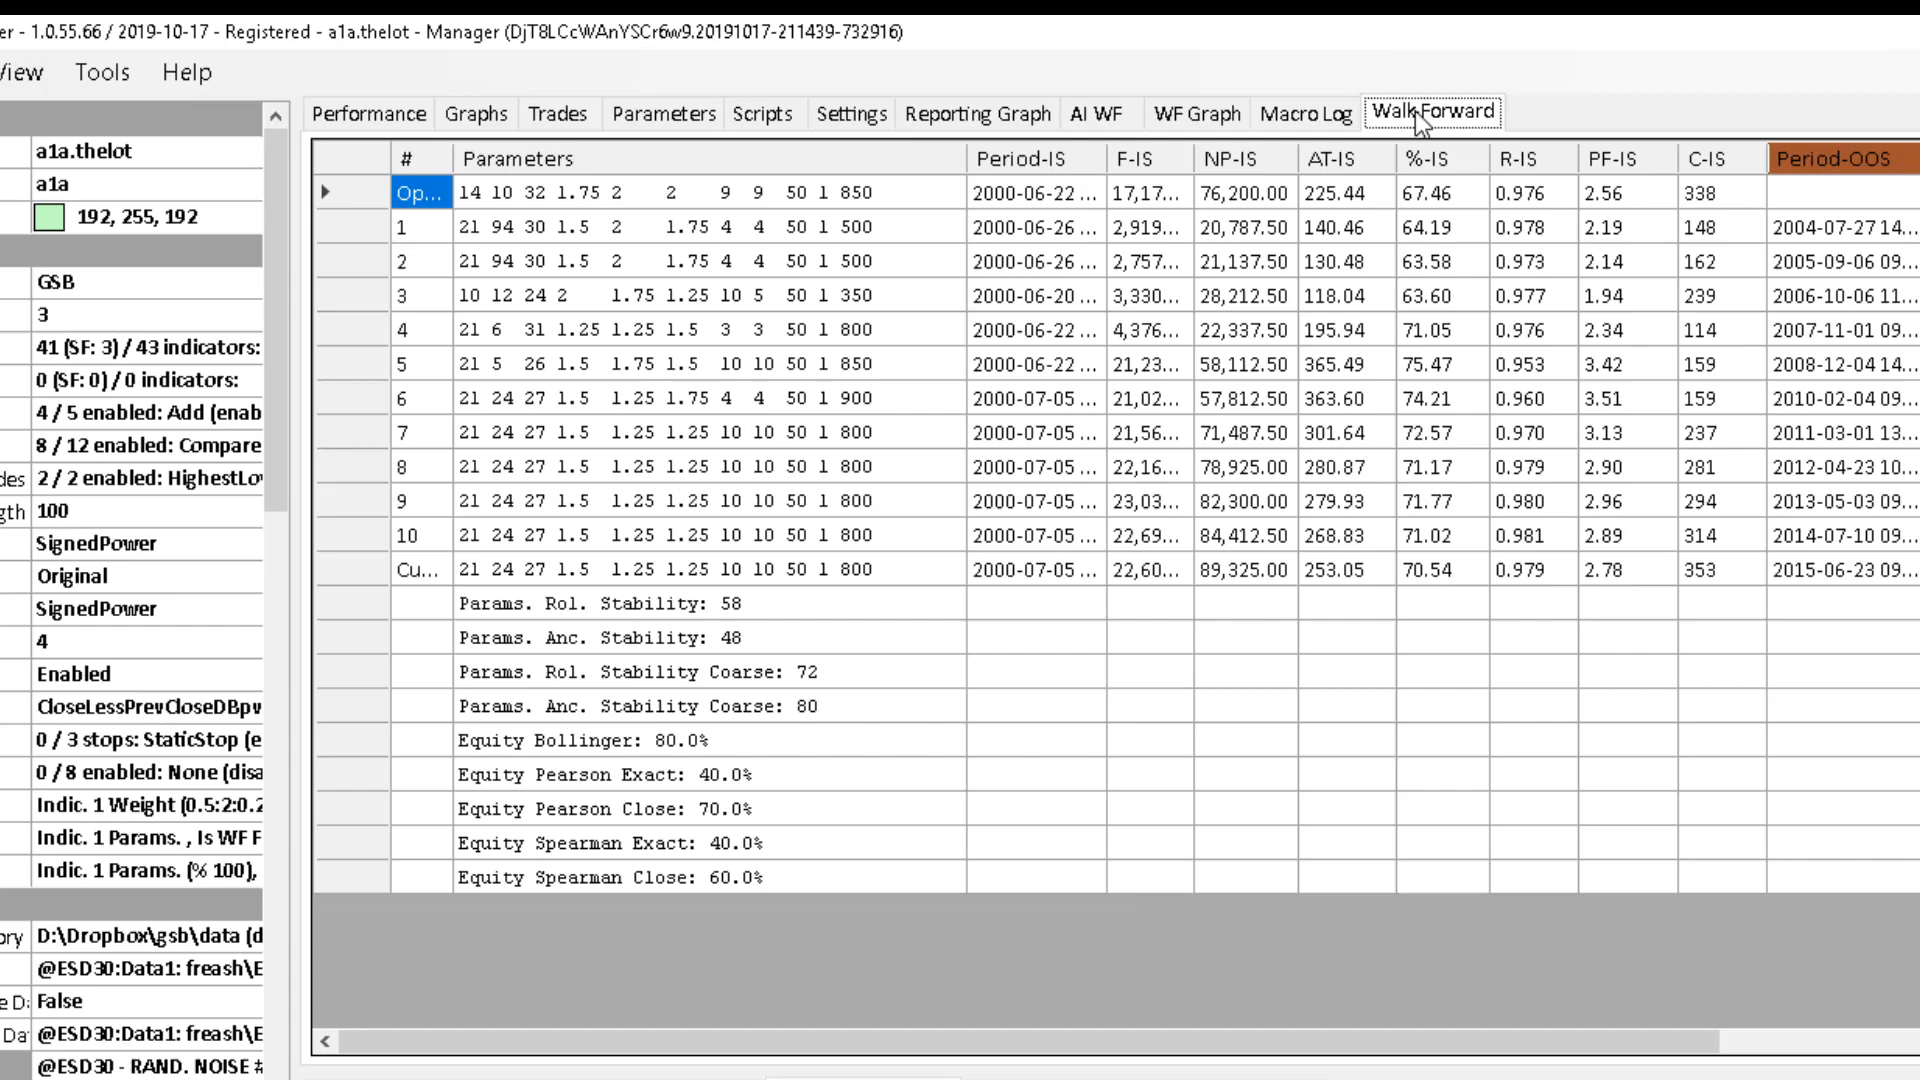 er - 1.0.55.66 / 2019-10-17 - Registered - a1a.thelot - Manager (DjT8LCcWAnYSCr6w9.20191017-211439-732916)
View Tools Help
a1a.thelot
a1a
192, 255, 192
GSB
3
41 (SF: 3) / 43 indicators:
0 (SF: 0) / 0 indicators:
4 / 5 enabled: Add (enab
8 / 12 enabled: Compare
des 2 / 2 enabled: HighestLo
gth 100
SignedPower
Original
SignedPower
4
Enabled
CloseLessPrevCloseDBpv
0 / 3 stops: StaticStop (e
0 / 8 enabled: None (disa
Indic. 1 Weight (0.5:2:0.2
Indic. 1 Params. , Is WF F
Indic. 1 Params. (% 100),
ory D:\Dropbox\gsb\data (d
@ESD30:Data1: freash\E
e D: False
Da @ESD30:Data1: freash\E
@ESD30 - RAND. NOISE #
Performance Graphs Trades Parameters Scripts Settings Reporting Graph AI WF WF Graph Macro Log Walk Forward
# Parameters Period-IS F-IS NP-IS AT-IS %-IS R-IS PF-IS C-IS Period-OOS
Op... 14 10 32 1.75 2 2 9 9 50 1 850 2000-06-22 ... 17,17... 76,200.00 225.44 67.46 0.976 2.56 338
1 21 94 30 1.5 2 1.75 4 4 50 1 500 2000-06-26 ... 2,919... 20,787.50 140.46 64.19 0.978 2.19 148 2004-07-27 14...
2 21 94 30 1.5 2 1.75 4 4 50 1 500 2000-06-26 ... 2,757... 21,137.50 130.48 63.58 0.973 2.14 162 2005-09-06 09...
3 10 12 24 2 1.75 1.25 10 5 50 1 350 2000-06-20 ... 3,330... 28,212.50 118.04 63.60 0.977 1.94 239 2006-10-06 11...
4 21 6 31 1.25 1.25 1.5 3 3 50 1 800 2000-06-22 ... 4,376... 22,337.50 195.94 71.05 0.976 2.34 114 2007-11-01 09...
5 21 5 26 1.5 1.75 1.5 10 10 50 1 850 2000-06-22 ... 21,23... 58,112.50 365.49 75.47 0.953 3.42 159 2008-12-04 14...
6 21 24 27 1.5 1.25 1.75 4 4 50 1 900 2000-07-05 ... 21,02... 57,812.50 363.60 74.21 0.960 3.51 159 2010-02-04 09...
7 21 24 27 1.5 1.25 1.25 10 10 50 1 800 2000-07-05 ... 21,56... 71,487.50 301.64 72.57 0.970 3.13 237 2011-03-01 13...
8 21 24 27 1.5 1.25 1.25 10 10 50 1 800 2000-07-05 ... 22,16... 78,925.00 280.87 71.17 0.979 2.90 281 2012-04-23 10...
9 21 24 27 1.5 1.25 1.25 10 10 50 1 800 2000-07-05 ... 23,03... 82,300.00 279.93 71.77 0.980 2.96 294 2013-05-03 09...
10 21 24 27 1.5 1.25 1.25 10 10 50 1 800 2000-07-05 ... 22,69... 84,412.50 268.83 71.02 0.981 2.89 314 2014-07-10 09...
Cu... 21 24 27 1.5 1.25 1.25 10 10 50 1 800 2000-07-05 ... 22,60... 89,325.00 253.05 70.54 0.979 2.78 353 2015-06-23 09...
Params. Rol. Stability: 58
Params. Anc. Stability: 48
Params. Rol. Stability Coarse: 72
Params. Anc. Stability Coarse: 80
Equity Bollinger: 80.0%
Equity Pearson Exact: 40.0%
Equity Pearson Close: 70.0%
Equity Spearman Exact: 40.0%
Equity Spearman Close: 60.0%